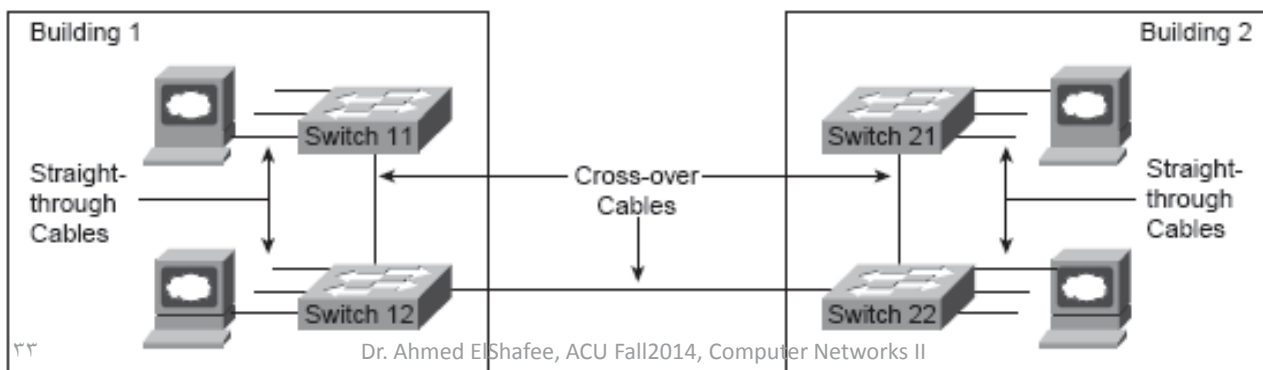 Building 1
Building 2
Switch 11
Switch 21
Straight-
through
Cables
Cross-over
Cables
Straight-
through
Cables
Switch 12
Switch 22
٣٣
Dr. Ahmed ElShafee, ACU Fall2014, Computer Networks II